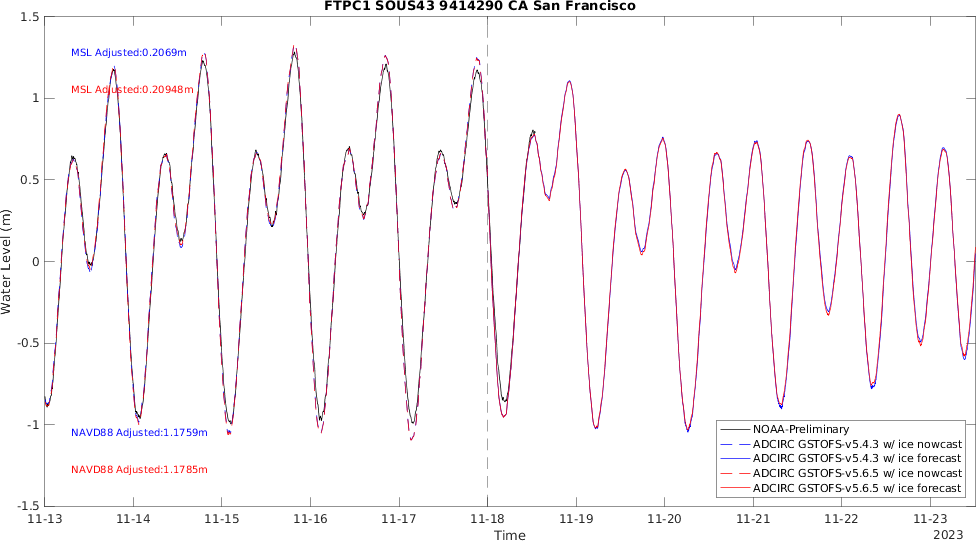 FTPC1 SOUS43 9414290 CA San Francisco
1.5
1
0.5
0
-0.5
-1
-1.5
Water Level (m)
MSL Adjusted:0.2069m
MSL Adjusted:0.20948m
NAVD88 Adjusted:1.1759m
NAVD88 Adjusted:1.1785m
NOAA-Preliminary
ADCIRC GSTOFS-v5.4.3 w/ ice nowcast
ADCIRC GSTOFS-v5.4.3 w/ ice forecast
ADCIRC GSTOFS-v5.6.5 w/ ice nowcast
ADCIRC GSTOFS-v5.6.5 w/ ice forecast
11-13 11-14 11-15 11-16 11-17 11-18 11-19 11-20 11-21 11-22 11-23
Time
2023